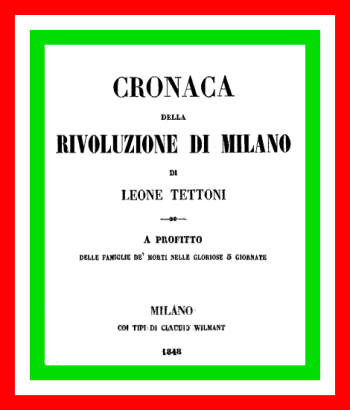 CRONACA
DELLA
RIVOLUZIONE DI MILANO
DI
LEONE TETTONI
A PROFITTO
DELLE FAMIGLIE DE' MORTI NELLE GLORIOSE 5 GIORNATE
MILANO
COI TIPI DI CLAUDIO WILMANT
1848